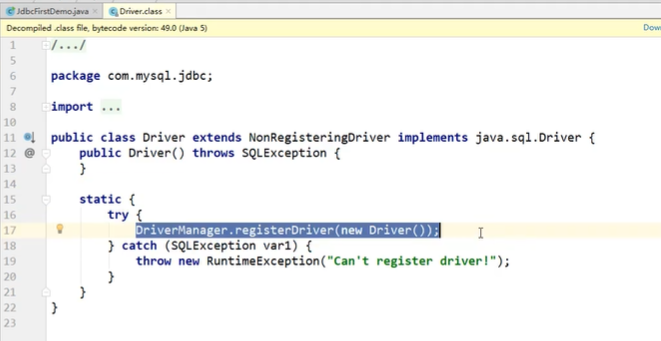 JdbcFirstDemo.java × Driver.class ×
Decompiled .class file, bytecode version: 49.0 (Java 5) Dow
1 /.../
5
6 package com.mysql.jdbc;
7
8 import ...
10
11 public class Driver extends NonRegisteringDriver implements java.sql.Driver {
12 @ public Driver() throws SQLException {
13 }
14
15 static {
16 try {
17 DriverManager.registerDriver(new Driver());
18 } catch (SQLException var1) {
19 throw new RuntimeException("Can't register driver!");
20 }
21 }
22 }
23